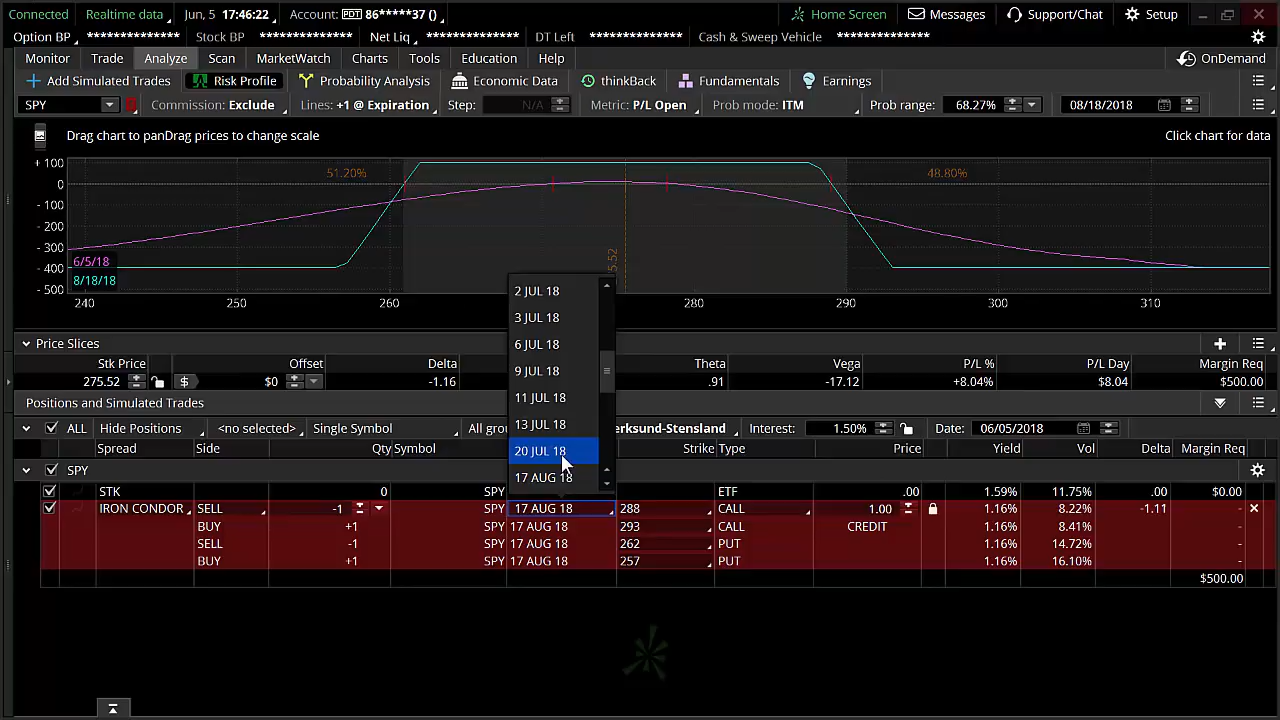 Connected Realtime data Jun, 5 17:46:22 Account: PDT 86*****37 () Home Screen Messages Support/Chat Setup
Option BP ************** Stock BP ************** Net Liq ************** DT Left ************** Cash & Sweep Vehicle **************
Monitor Trade Analyze Scan MarketWatch Charts Tools Education Help OnDemand
Add Simulated Trades Risk Profile Probability Analysis Economic Data thinkBack Fundamentals Earnings
SPY Commission: Exclude Lines: +1 @ Expiration Step: N/A Metric: P/L Open Prob mode: ITM Prob range: 68.27% 08/18/2018
Drag chart to panDrag prices to change scale Click chart for data
+ 100
0
- 100
- 200
- 300
- 400
- 500
51.20% 48.80%
5.52
6/5/18
8/18/18
240 250 260 280 290 300 310
Price Slices
Stk Price Offset Delta Theta Vega P/L % P/L Day Margin Req
275.52 $ $0 -1.16 .91 -17.12 +8.04% $8.04 $500.00
Positions and Simulated Trades
ALL Hide Positions <no selected> Single Symbol All gro erksund-Stensland Interest: 1.50% Date: 06/05/2018
Spread Side Qty Symbol Strike Type Price Yield Vol Delta Margin Req
2 JUL 18
3 JUL 18
6 JUL 18
9 JUL 18
11 JUL 18
13 JUL 18
20 JUL 18
17 AUG 18
SPY
STK 0 SPY ETF .00 1.59% 11.75% .00 $0.00
IRON CONDOR SELL -1 SPY 17 AUG 18 288 CALL 1.00 1.16% 8.22% -1.11 -
BUY +1 SPY 17 AUG 18 293 CALL CREDIT 1.16% 8.41% -
SELL -1 SPY 17 AUG 18 262 PUT 1.16% 14.72% -
BUY +1 SPY 17 AUG 18 257 PUT 1.16% 16.10% -
$500.00